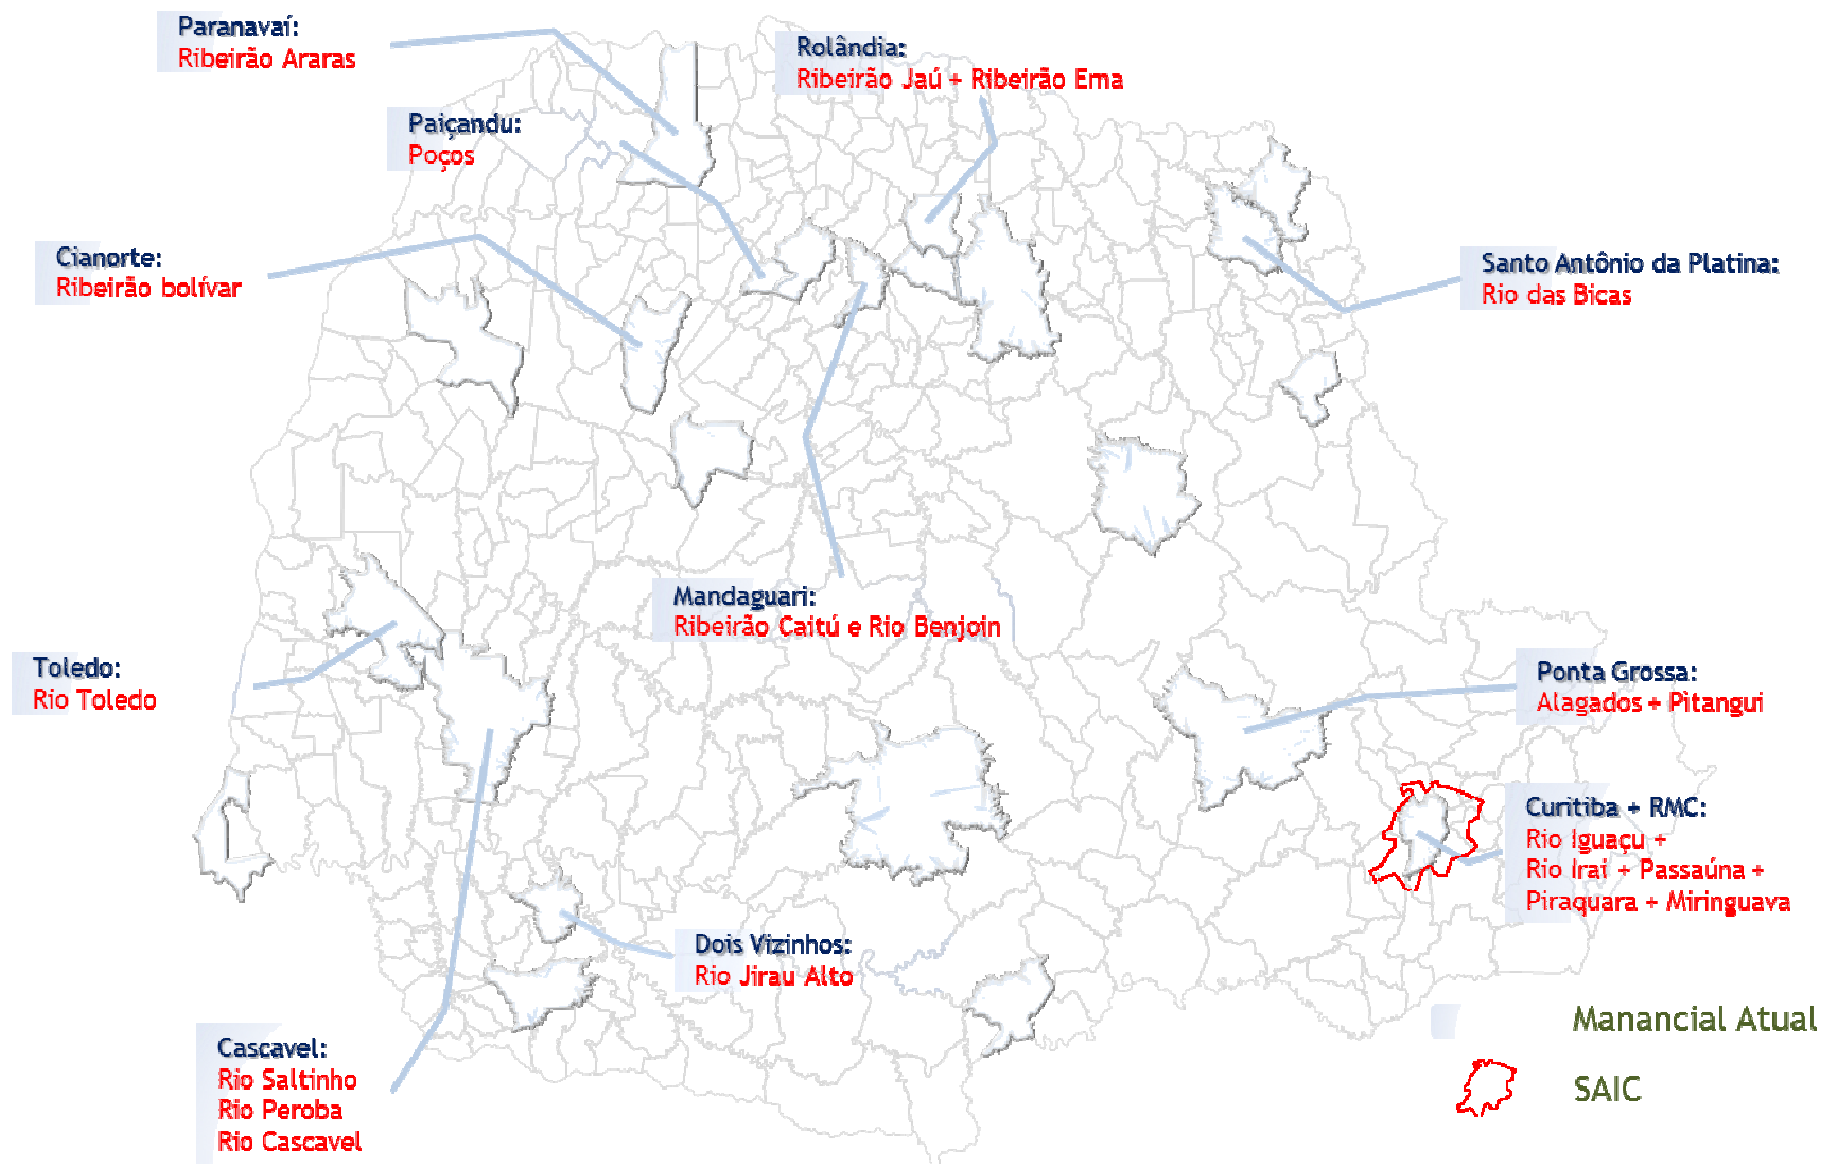 Paranavaí:
Ribeirão Araras
Rolândia:
Ribeirão Jaú + Ribeirão Ema
Paiçandu:
Poços
Cianorte:
Ribeirão bolívar
Santo Antônio da Platina:
Rio das Bicas
Mandaguari:
Ribeirão Caitú e Rio Benjoin
Toledo:
Rio Toledo
Ponta Grossa:
Alagados + Pitangui
Curitiba + RMC:
Rio Iguaçu +
Rio Iraí + Passaúna +
Piraquara + Miringuava
Dois Vizinhos:
Rio Jirau Alto
Cascavel:
Rio Saltinho
Rio Peroba
Rio Cascavel
Manancial Atual
SAIC